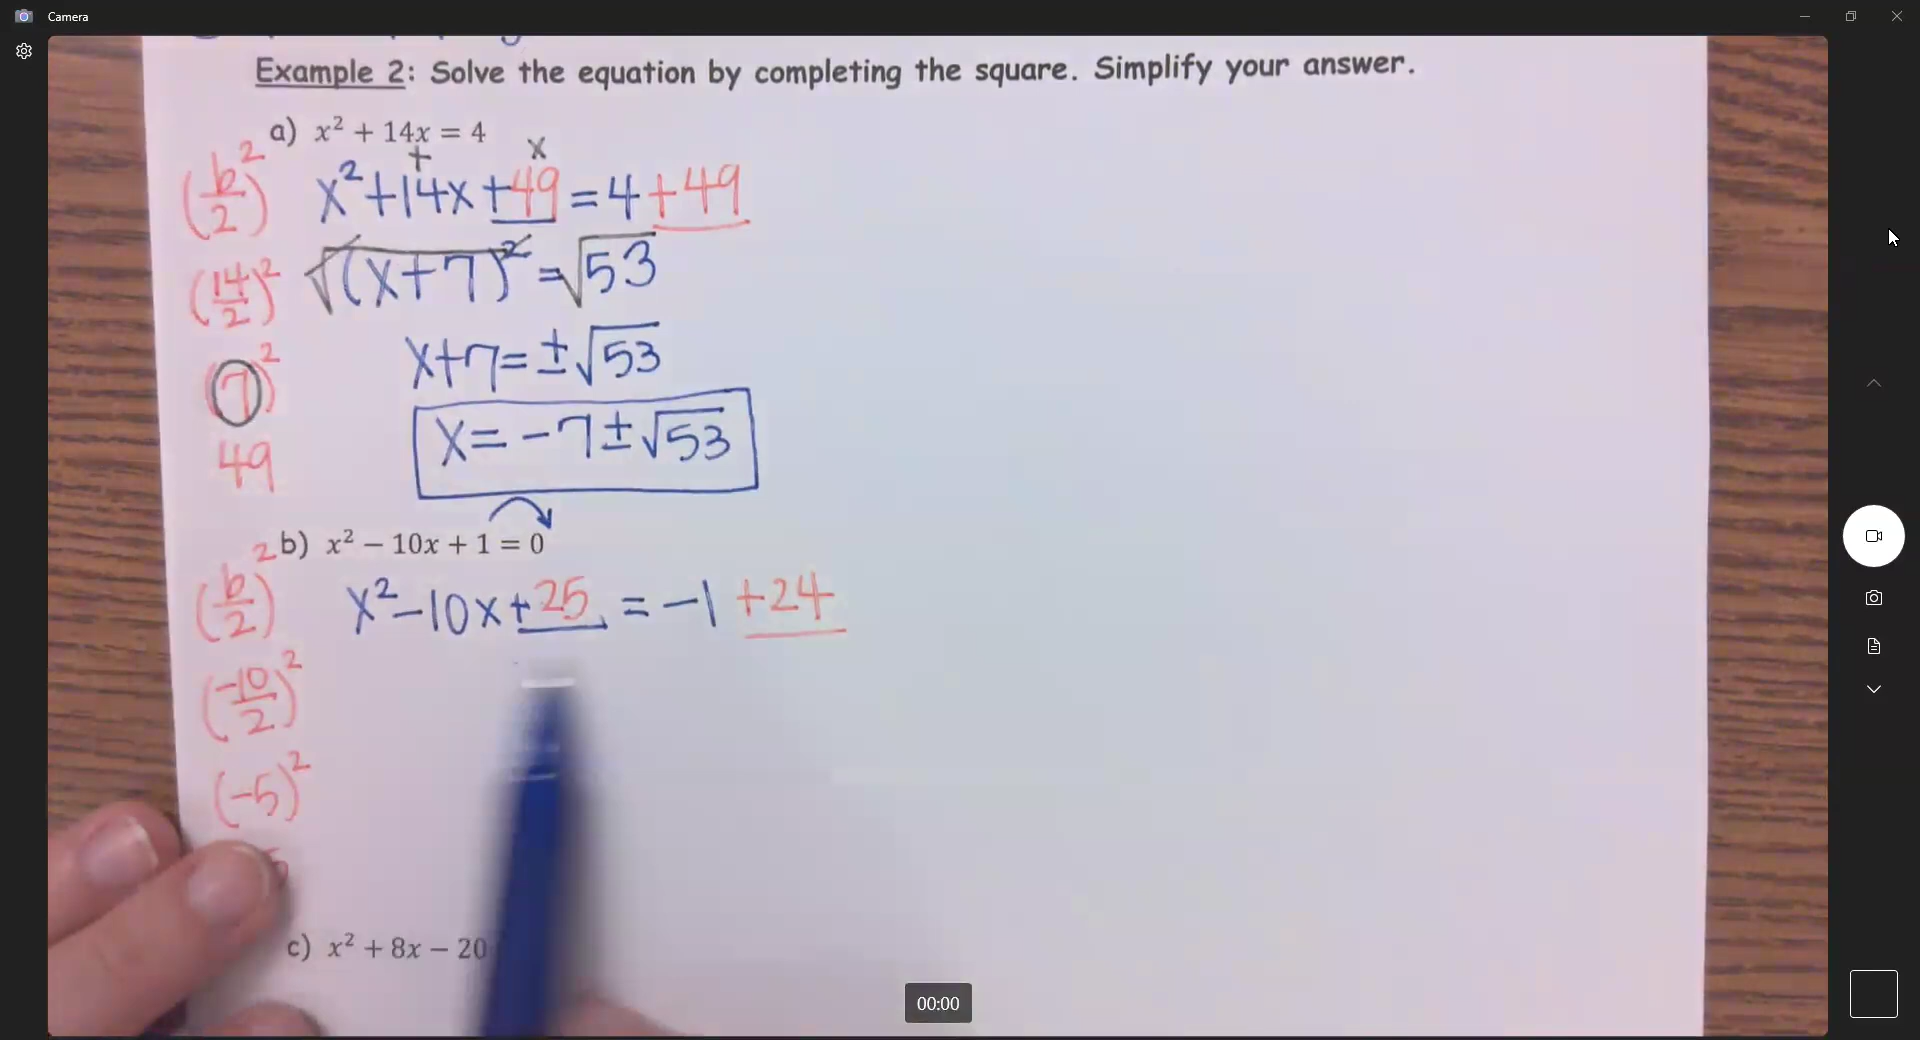 Camera
Example 2: Solve the equation by completing the square. Simplify your answer.
a) x² + 14x = 4
+ x
(b/2)² x²+14x+49 = 4+49
(14/2)² √(x+7)² = √53
(7)² x+7 = ±√53
49 x = -7 ± √53
b) x² − 10x + 1 = 0
(b/2)² x²-10x+25 = -1 +24
(-10/2)²
(-5)²
c) x² + 8x − 20
00:00